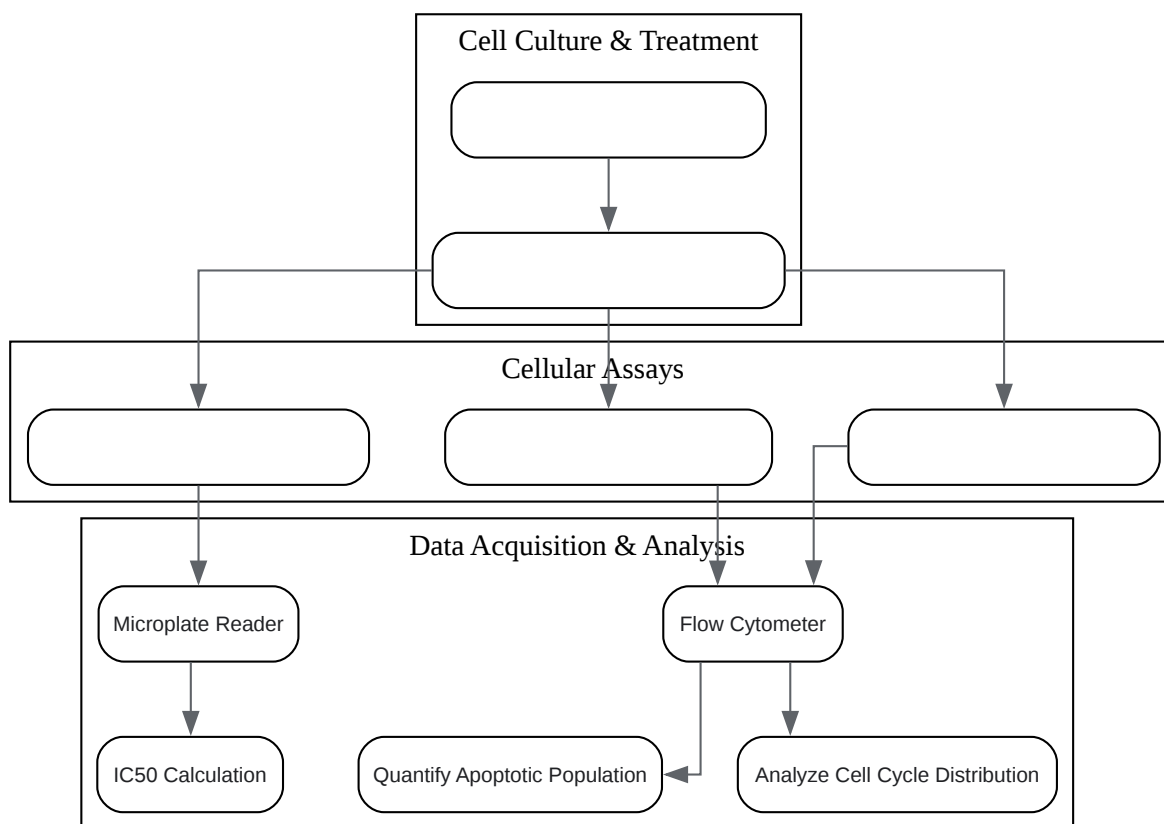 Cell Culture & Treatment
Cellular Assays
Data Acquisition & Analysis
Microplate Reader
Flow Cytometer
IC50 Calculation
Quantify Apoptotic Population
Analyze Cell Cycle Distribution